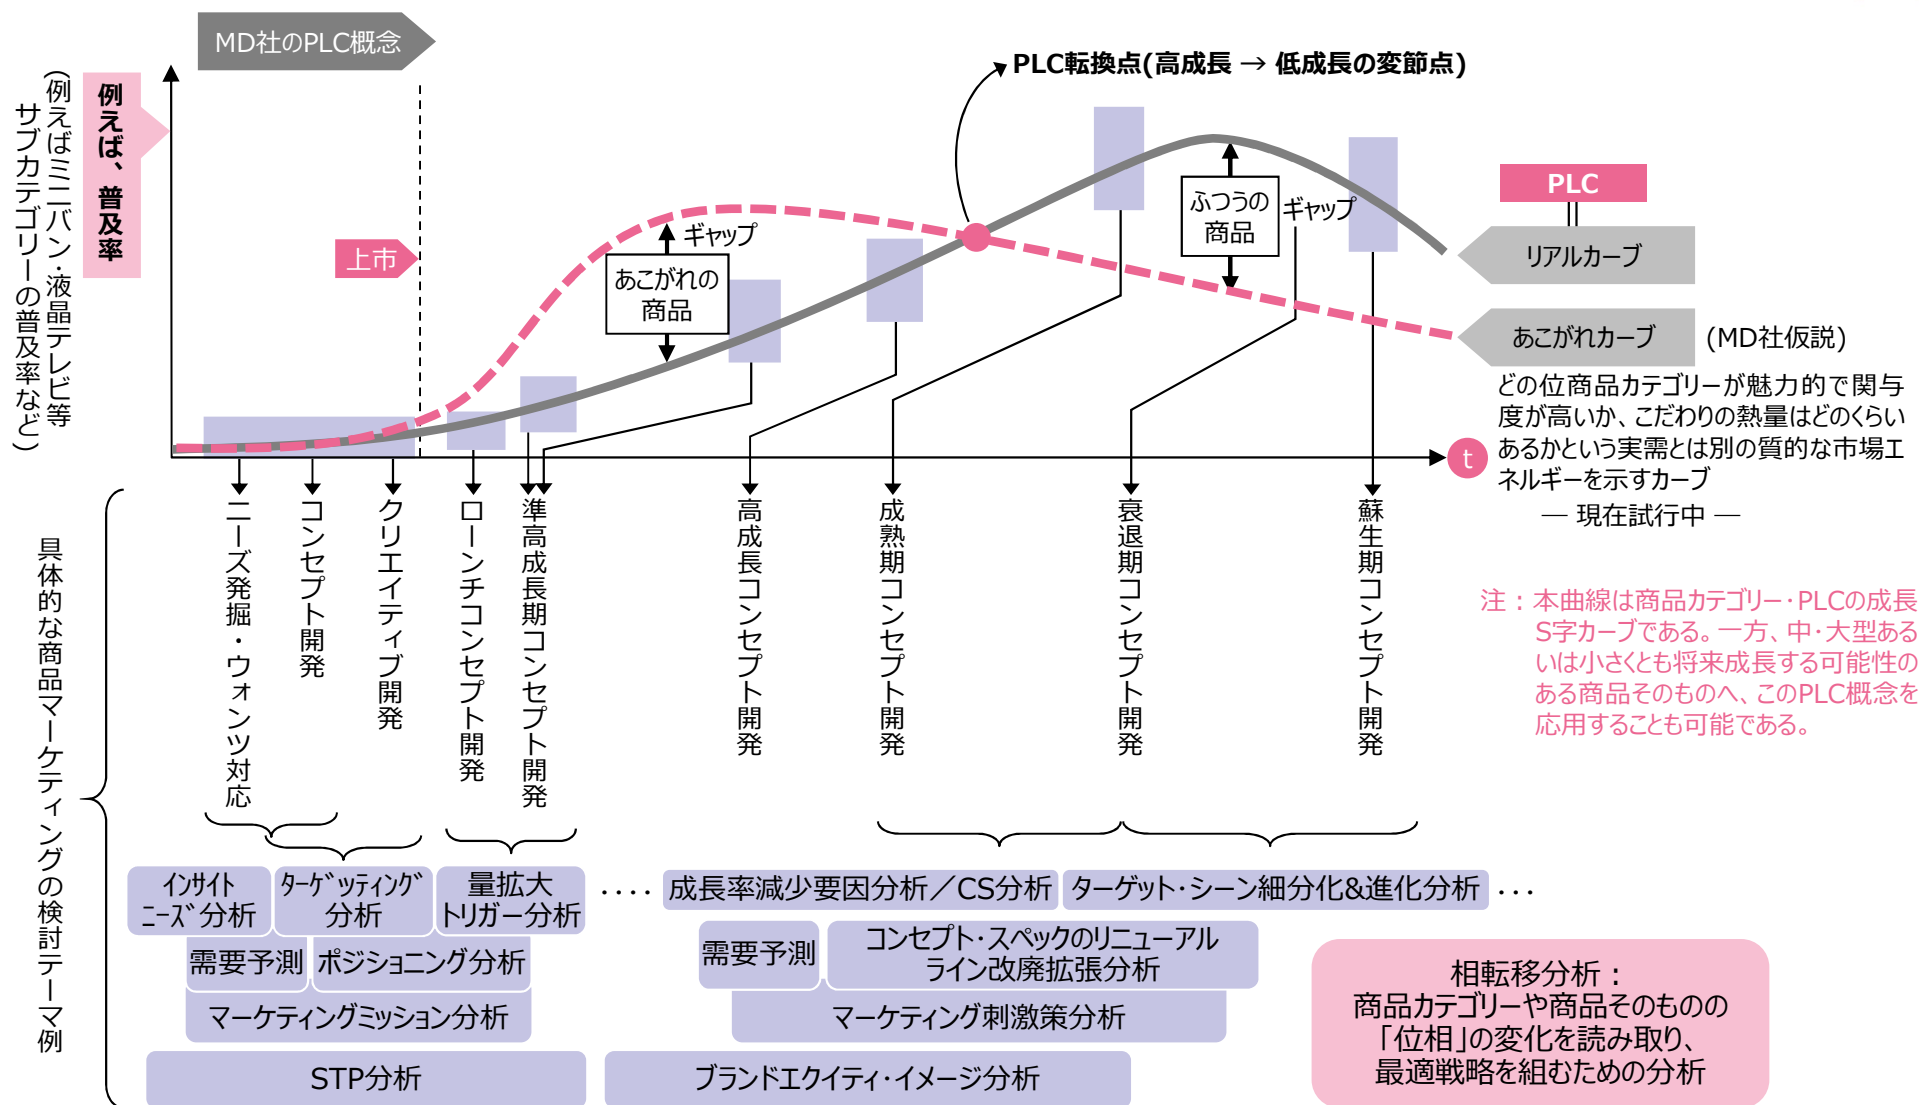 MD社のPLC概念
PLC転換点(高成長 → 低成長の変節点)
例えば、普及率
(例えばミニバン・液晶テレビ等
サブカテゴリーの普及率など)
上市
ギャップ
あこがれの
商品
ふつうの
商品
ギャップ
PLC
リアルカーブ
あこがれカーブ
(MD社仮説)
どの位商品カテゴリーが魅力的で関与
度が高いか、こだわりの熱量はどのくらい
あるかという実需とは別の質的な市場エ
ネルギーを示すカーブ
― 現在試行中 ―
t
注：本曲線は商品カテゴリー・PLCの成長
S字カーブである。一方、中・大型ある
いは小さくとも将来成長する可能性の
ある商品そのものへ、このPLC概念を
応用することも可能である。
具体的な商品マーケティングの検討テーマ例
ニーズ発掘・ウォンツ対応
コンセプト開発
クリエイティブ開発
ローンチコンセプト開発
準高成長期コンセプト開発
高成長コンセプト開発
成熟期コンセプト開発
衰退期コンセプト開発
蘇生期コンセプト開発
インサイト
ニーズ分析
ターゲッティング
分析
量拡大
トリガー分析
‥‥
成長率減少要因分析／CS分析
ターゲット・シーン細分化&進化分析
…
需要予測
ポジショニング分析
需要予測
コンセプト・スペックのリニューアル
ライン改廃拡張分析
マーケティングミッション分析
マーケティング刺激策分析
STP分析
ブランドエクイティ・イメージ分析
相転移分析：
商品カテゴリーや商品そのものの
「位相」の変化を読み取り、
最適戦略を組むための分析